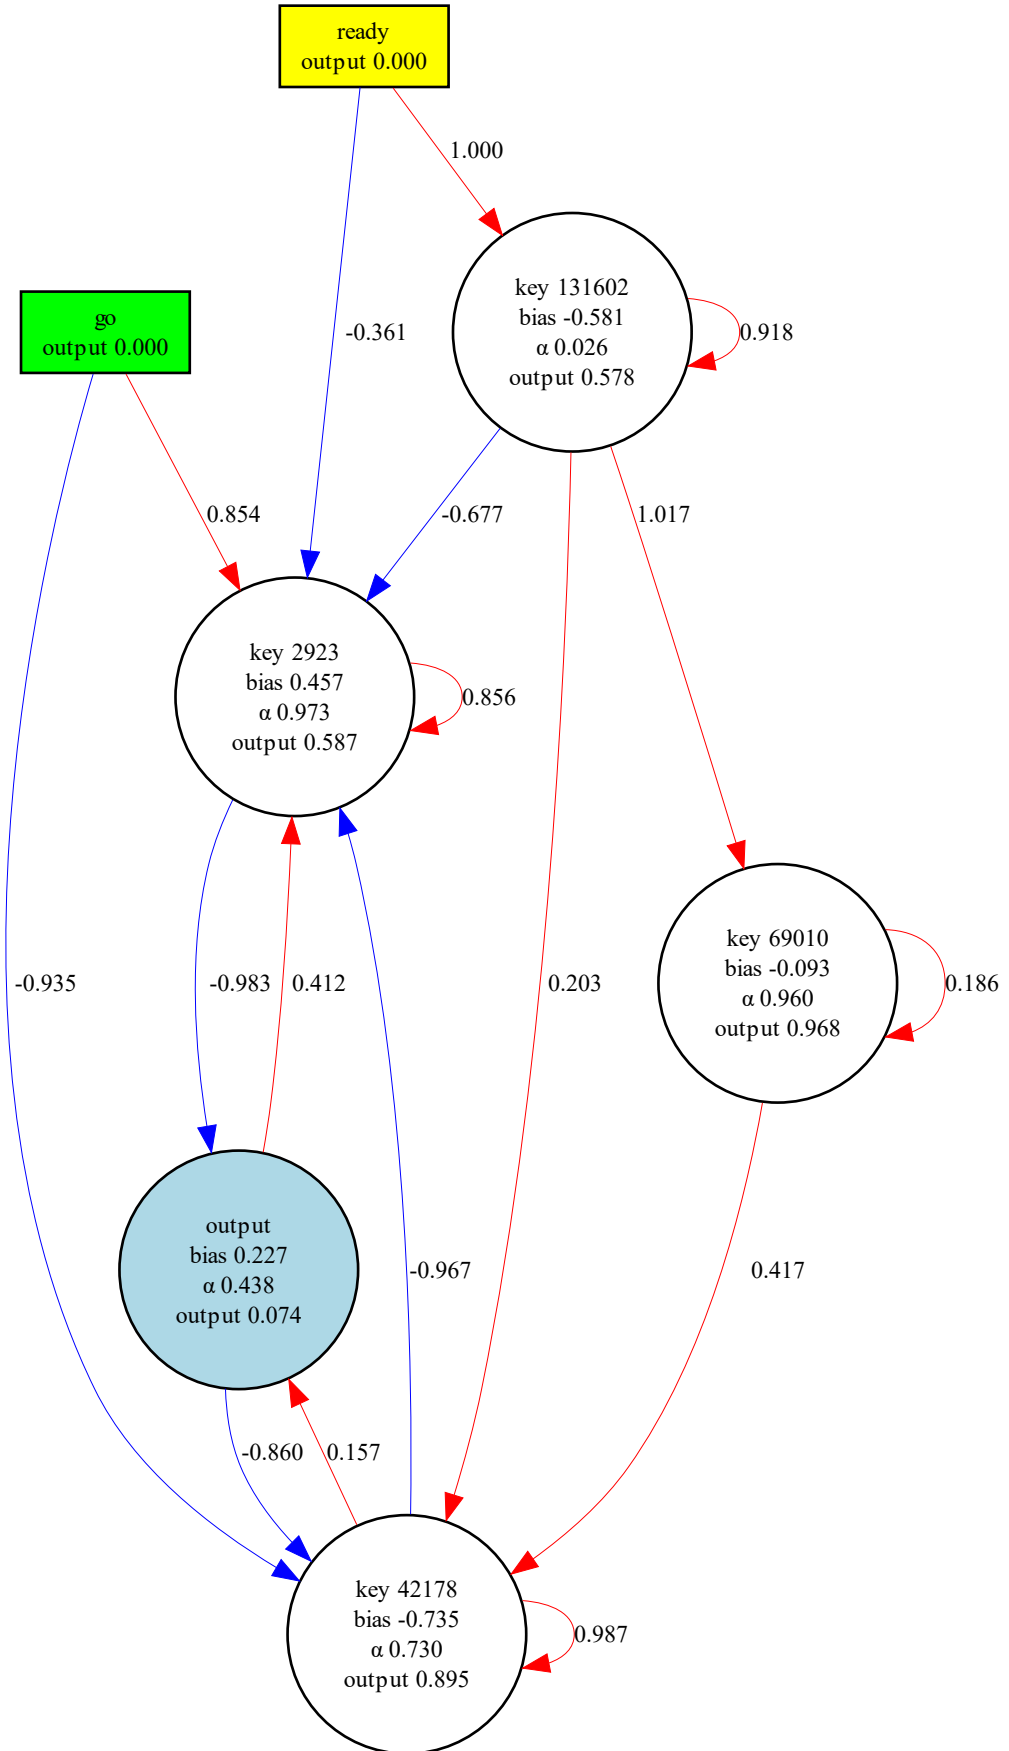 ready
output 0.000
1.000
key 131602
bias -0.581
α 0.026
output 0.578
0.918
go
output 0.000
-0.361
0.854
-0.677
1.017
key 2923
bias 0.457
α 0.973
output 0.587
0.856
key 69010
bias -0.093
α 0.960
output 0.968
0.186
-0.935
-0.983
0.412
0.203
output
bias 0.227
α 0.438
output 0.074
-0.967
0.417
-0.860
0.157
key 42178
bias -0.735
α 0.730
output 0.895
0.987